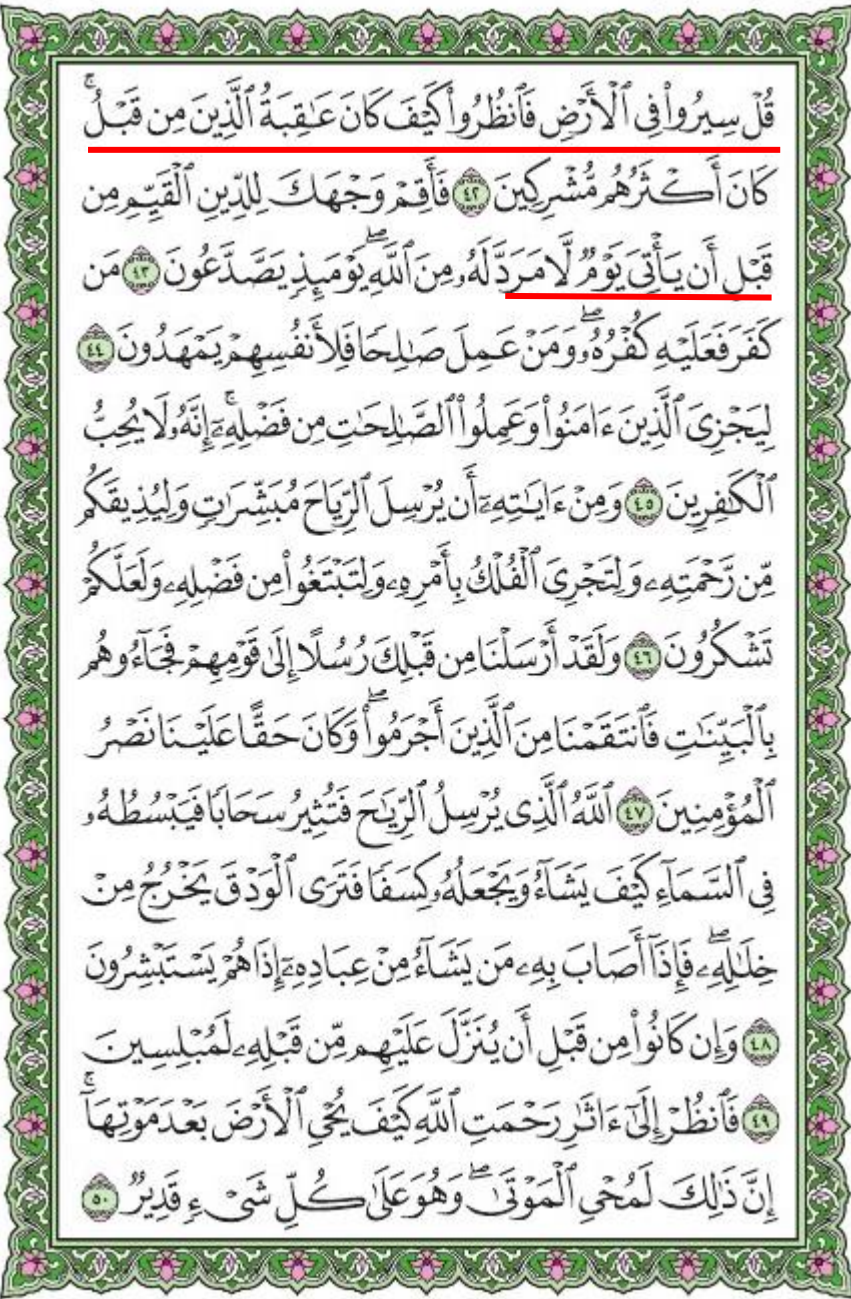 قُلْ سِيرُواْ فِي ٱلْأَرْضِ فَٱنظُرُواْ كَيْفَ كَانَ عَٰقِبَةُ ٱلَّذِينَ مِن قَبْلُۚ
كَانَ أَكْثَرُهُم مُّشْرِكِينَ ٤٢ فَأَقِمْ وَجْهَكَ لِلدِّينِ ٱلْقَيِّمِ مِن
قَبْلِ أَن يَأْتِيَ يَوْمٌ لَّا مَرَدَّ لَهُۥ مِنَ ٱللَّهِۖ يَوْمَئِذٍ يَصَّدَّعُونَ ٤٣ مَن
كَفَرَ فَعَلَيْهِ كُفْرُهُۥۖ وَمَنْ عَمِلَ صَٰلِحًا فَلِأَنفُسِهِمْ يَمْهَدُونَ ٤٤
لِيَجْزِيَ ٱلَّذِينَ ءَامَنُواْ وَعَمِلُواْ ٱلصَّٰلِحَٰتِ مِن فَضْلِهِۦٓۚ إِنَّهُۥ لَا يُحِبُّ
ٱلْكَٰفِرِينَ ٤٥ وَمِنْ ءَايَٰتِهِۦٓ أَن يُرْسِلَ ٱلرِّيَاحَ مُبَشِّرَٰتٍ وَلِيُذِيقَكُم
مِّن رَّحْمَتِهِۦ وَلِتَجْرِيَ ٱلْفُلْكُ بِأَمْرِهِۦ وَلِتَبْتَغُواْ مِن فَضْلِهِۦ وَلَعَلَّكُمْ
تَشْكُرُونَ ٤٦ وَلَقَدْ أَرْسَلْنَا مِن قَبْلِكَ رُسُلًا إِلَىٰ قَوْمِهِمْ فَجَآءُوهُم
بِٱلْبَيِّنَٰتِ فَٱنتَقَمْنَا مِنَ ٱلَّذِينَ أَجْرَمُواْۖ وَكَانَ حَقًّا عَلَيْنَا نَصْرُ
ٱلْمُؤْمِنِينَ ٤٧ ٱللَّهُ ٱلَّذِي يُرْسِلُ ٱلرِّيَٰحَ فَتُثِيرُ سَحَابًا فَيَبْسُطُهُۥ
فِي ٱلسَّمَآءِ كَيْفَ يَشَآءُ وَيَجْعَلُهُۥ كِسَفًا فَتَرَى ٱلْوَدْقَ يَخْرُجُ مِنْ
خِلَٰلِهِۦۖ فَإِذَآ أَصَابَ بِهِۦ مَن يَشَآءُ مِنْ عِبَادِهِۦٓ إِذَا هُمْ يَسْتَبْشِرُونَ
٤٨ وَإِن كَانُواْ مِن قَبْلِ أَن يُنَزَّلَ عَلَيْهِم مِّن قَبْلِهِۦ لَمُبْلِسِينَ
٤٩ فَٱنظُرْ إِلَىٰٓ ءَاثَٰرِ رَحْمَتِ ٱللَّهِ كَيْفَ يُحْيِ ٱلْأَرْضَ بَعْدَ مَوْتِهَآۚ
إِنَّ ذَٰلِكَ لَمُحْيِ ٱلْمَوْتَىٰۖ وَهُوَ عَلَىٰ كُلِّ شَيْءٍ قَدِيرٌ ٥٠